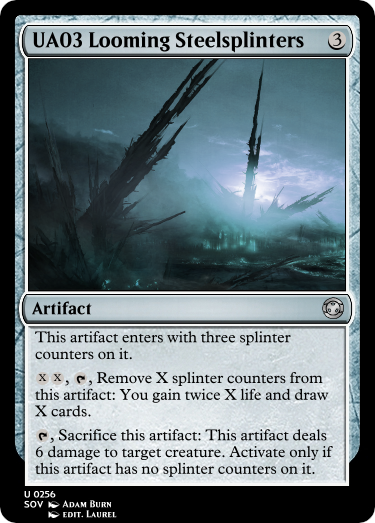 UA03 Looming Steelsplinters 3
Artifact
This artifact enters with three splinter
counters on it.
X X, T, Remove X splinter counters from
this artifact: You gain twice X life and draw
X cards.
T, Sacrifice this artifact: This artifact deals
6 damage to target creature. Activate only if
this artifact has no splinter counters on it.
U 0256
SOV ADAM BURN
EDIT. LAUREL